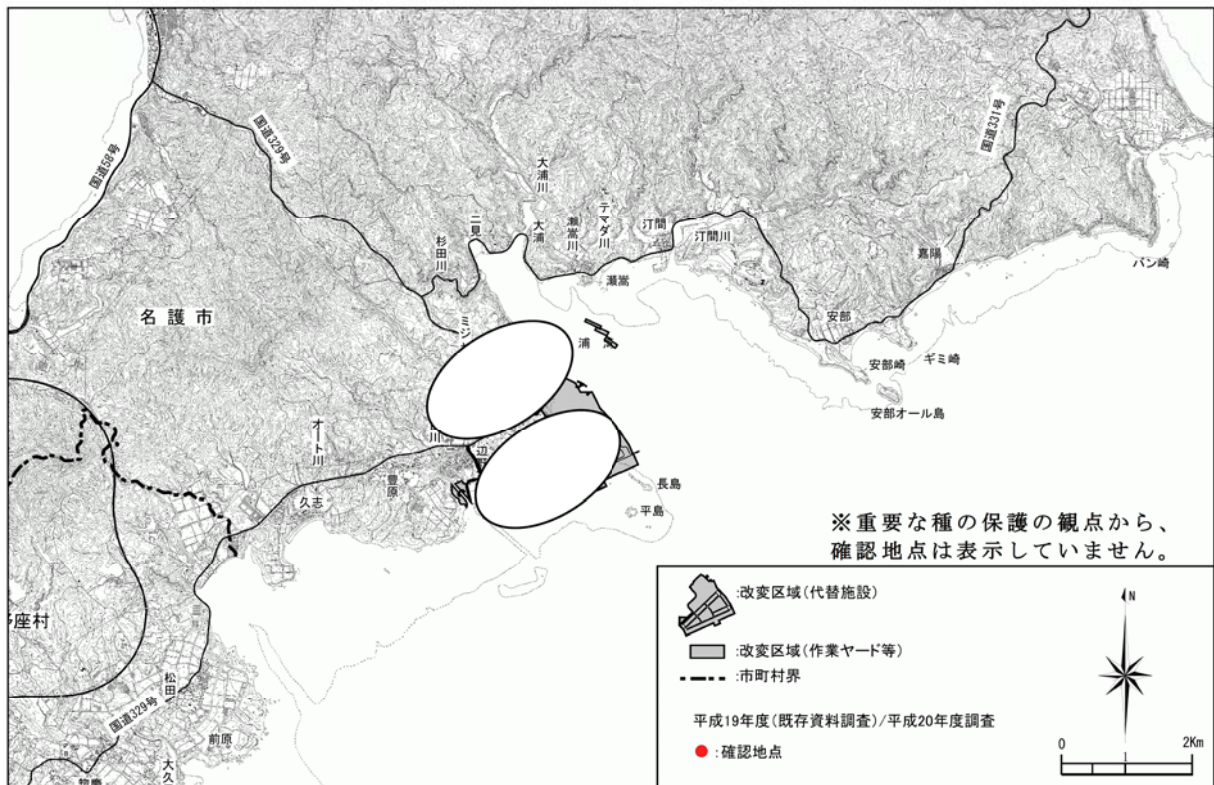 国道58号
国道329号
国道331号
大浦川
二見
大浦
瀬嵩川
テマダ川
汀間
汀間川
杉田川
瀬嵩
嘉陽
バン崎
名護市
安部
安部崎
ギミ崎
安部オール島
オート川
豊原
久志
長島
平島
※重要な種の保護の観点から、
確認地点は表示していません。
松田
国道329号
前原
:改変区域(代替施設)
:改変区域(作業ヤード等)
:市町村界
平成19年度(既存資料調査)/平成20年度調査
:確認地点
N
0
1
2Km